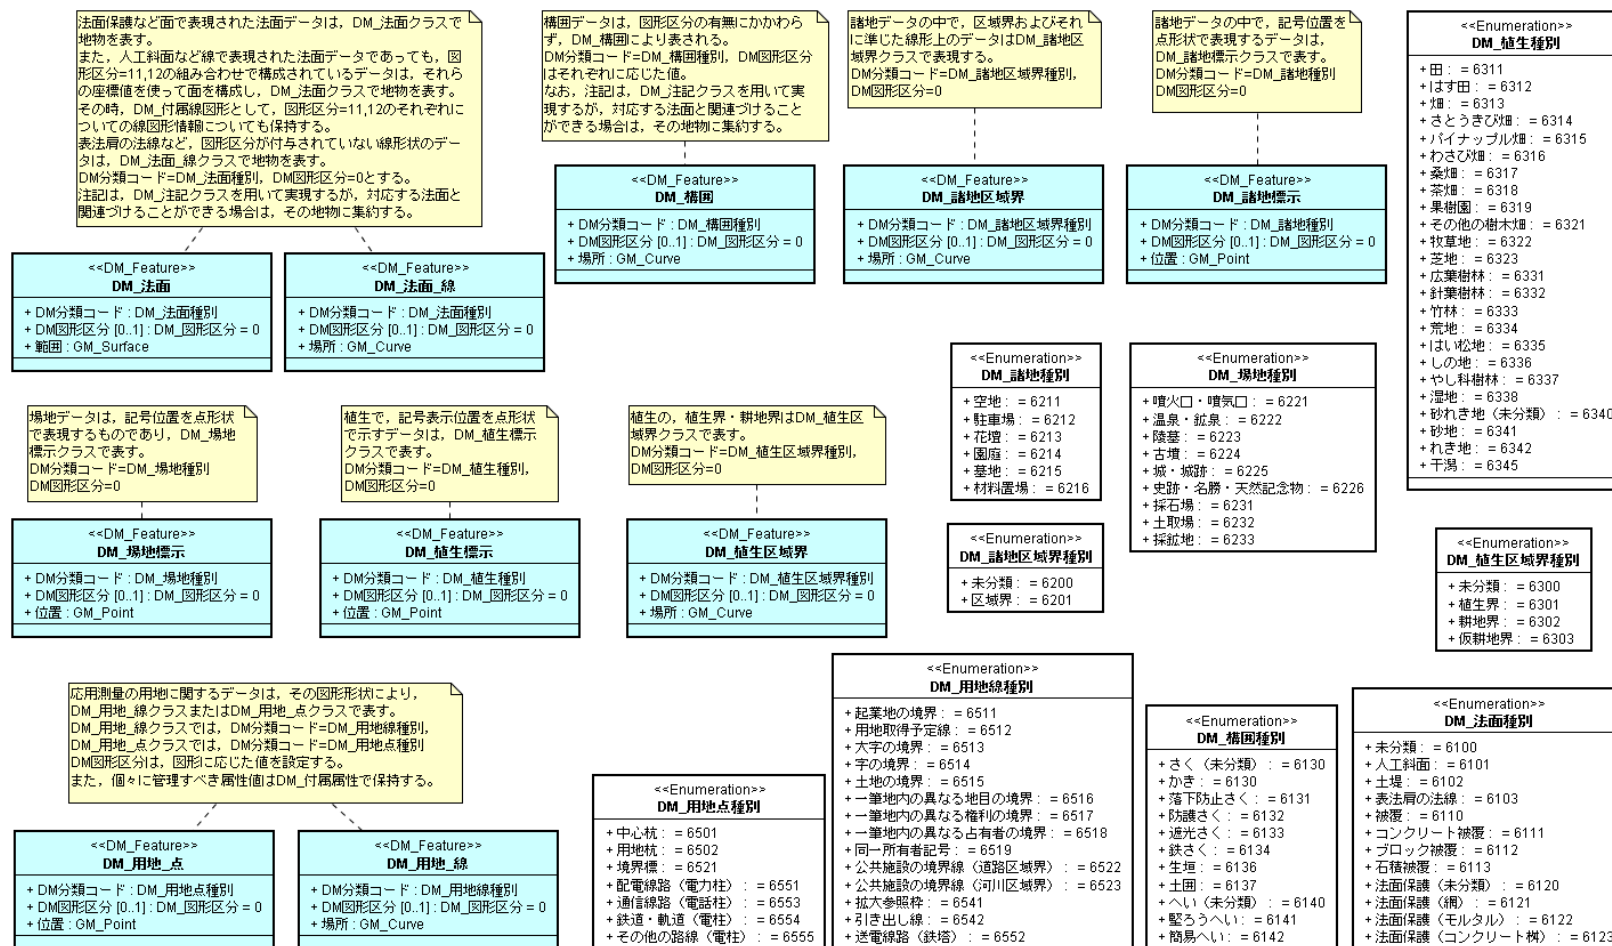 法面保護など面で表現された法面データは，DM_法面クラスで
地物を表す。
また，人工斜面など線で表現された法面データであっても，図
形区分=11,12の組み合わせで構成されているデータは，それら
の座標値を使って面を構成し，DM_法面クラスで地物を表す。
その時，DM_付属線図形として，図形区分=11,12のそれぞれに
ついての線図形情報についても保持する。
表法肩の法線など，図形区分が付与されていない線形状のデー
タは，DM_法面_線クラスで地物を表す。
DM分類コード=DM_法面種別，DM図形区分=0とする。
注記は，DM_注記クラスを用いて実現するが，対応する法面と
関連づけることができる場合は，その地物に集約する。
<<DM_Feature>>
DM_法面
+ DM分類コード : DM_法面種別
+ DM図形区分 [0..1] : DM_図形区分 = 0
+ 範囲 : GM_Surface
<<DM_Feature>>
DM_法面_線
+ DM分類コード : DM_法面種別
+ DM図形区分 [0..1] : DM_図形区分 = 0
+ 場所 : GM_Curve
構囲データは，図形区分の有無にかかわら
ず，DM_構囲により表される。
DM分類コード=DM_構囲種別，DM図形区分
はそれぞれに応じた値。
なお，注記は，DM_注記クラスを用いて実
現するが，対応する法面と関連づけること
ができる場合は，その地物に集約する。
<<DM_Feature>>
DM_構囲
+ DM分類コード : DM_構囲種別
+ DM図形区分 [0..1] : DM_図形区分 = 0
+ 場所 : GM_Curve
諸地データの中で，区域界およびそれ
に準じた線形上のデータはDM_諸地区
域界クラスで表現する。
DM分類コード=DM_諸地区域界種別，
DM図形区分=0
<<DM_Feature>>
DM_諸地区域界
+ DM分類コード : DM_諸地区域界種別
+ DM図形区分 [0..1] : DM_図形区分 = 0
+ 場所 : GM_Curve
諸地データの中で，記号位置を
点形状で表現するデータは，
DM_諸地標示クラスで表す。
DM分類コード=DM_諸地種別
DM図形区分=0
<<DM_Feature>>
DM_諸地標示
+ DM分類コード : DM_諸地種別
+ DM図形区分 [0..1] : DM_図形区分 = 0
+ 位置 : GM_Point
<<Enumeration>>
DM_植生種別
+ 田 : = 6311
+ はす田 : = 6312
+ 畑 : = 6313
+ さとうきび畑 : = 6314
+ パイナップル畑 : = 6315
+ わさび畑 : = 6316
+ 桑畑 : = 6317
+ 茶畑 : = 6318
+ 果樹園 : = 6319
+ その他の樹木畑 : = 6321
+ 牧草地 : = 6322
+ 芝地 : = 6323
+ 広葉樹林 : = 6331
+ 針葉樹林 : = 6332
+ 竹林 : = 6333
+ 荒地 : = 6334
+ はい松地 : = 6335
+ しの地 : = 6336
+ やし科樹林 : = 6337
+ 湿地 : = 6338
+ 砂れき地（未分類） : = 6340
+ 砂地 : = 6341
+ れき地 : = 6342
+ 干潟 : = 6345
<<Enumeration>>
DM_諸地種別
+ 空地 : = 6211
+ 駐車場 : = 6212
+ 花壇 : = 6213
+ 園庭 : = 6214
+ 墓地 : = 6215
+ 材料置場 : = 6216
<<Enumeration>>
DM_場地種別
+ 噴火口・噴気口 : = 6221
+ 温泉・鉱泉 : = 6222
+ 陵墓 : = 6223
+ 古墳 : = 6224
+ 城・城跡 : = 6225
+ 史跡・名勝・天然記念物 : = 6226
+ 採石場 : = 6231
+ 土取場 : = 6232
+ 採鉱地 : = 6233
場地データは，記号位置を点形状
で表現するものであり，DM_場地
標示クラスで表す。
DM分類コード=DM_場地種別
DM図形区分=0
<<DM_Feature>>
DM_場地標示
+ DM分類コード : DM_場地種別
+ DM図形区分 [0..1] : DM_図形区分 = 0
+ 位置 : GM_Point
植生で，記号表示位置を点形状
で示すデータは，DM_植生標示
クラスで表す。
DM分類コード=DM_植生種別，
DM図形区分=0
<<DM_Feature>>
DM_植生標示
+ DM分類コード : DM_植生種別
+ DM図形区分 [0..1] : DM_図形区分 = 0
+ 位置 : GM_Point
植生の，植生界・耕地界はDM_植生区
域界クラスで表す。
DM分類コード=DM_植生区域界種別，
DM図形区分=0
<<DM_Feature>>
DM_植生区域界
+ DM分類コード : DM_植生区域界種別
+ DM図形区分 [0..1] : DM_図形区分 = 0
+ 場所 : GM_Curve
<<Enumeration>>
DM_諸地区域界種別
+ 未分類 : = 6200
+ 区域界 : = 6201
<<Enumeration>>
DM_植生区域界種別
+ 未分類 : = 6300
+ 植生界 : = 6301
+ 耕地界 : = 6302
+ 仮耕地界 : = 6303
応用測量の用地に関するデータは，その図形形状により，
DM_用地_線クラスまたはDM_用地_点クラスで表す。
DM_用地_線クラスでは，DM分類コード=DM_用地線種別，
DM_用地_点クラスでは，DM分類コード=DM_用地点種別
DM図形区分は，図形に応じた値を設定する。
また，個々に管理すべき属性値はDM_付属属性で保持する。
<<DM_Feature>>
DM_用地_点
+ DM分類コード : DM_用地点種別
+ DM図形区分 [0..1] : DM_図形区分 = 0
+ 位置 : GM_Point
<<DM_Feature>>
DM_用地_線
+ DM分類コード : DM_用地線種別
+ DM図形区分 [0..1] : DM_図形区分 = 0
+ 場所 : GM_Curve
<<Enumeration>>
DM_用地点種別
+ 中心杭 : = 6501
+ 用地杭 : = 6502
+ 境界標 : = 6521
+ 配電線路（電力柱） : = 6551
+ 通信線路（電話柱） : = 6553
+ 鉄道・軌道（電柱） : = 6554
+ その他の路線（電柱） : = 6555
<<Enumeration>>
DM_用地線種別
+ 起業地の境界 : = 6511
+ 用地取得予定線 : = 6512
+ 大字の境界 : = 6513
+ 字の境界 : = 6514
+ 土地の境界 : = 6515
+ 一筆地内の異なる地目の境界 : = 6516
+ 一筆地内の異なる権利の境界 : = 6517
+ 一筆地内の異なる占有者の境界 : = 6518
+ 同一所有者記号 : = 6519
+ 公共施設の境界線（道路区域界） : = 6522
+ 公共施設の境界線（河川区域界） : = 6523
+ 拡大参照枠 : = 6541
+ 引き出し線 : = 6542
+ 送電線路（鉄塔） : = 6552
<<Enumeration>>
DM_構囲種別
+ さく（未分類） : = 6130
+ かき : = 6130
+ 落下防止さく : = 6131
+ 防護さく : = 6132
+ 遮光さく : = 6133
+ 鉄さく : = 6134
+ 生垣 : = 6136
+ 土囲 : = 6137
+ へい（未分類） : = 6140
+ 堅ろうへい : = 6141
+ 簡易へい : = 6142
<<Enumeration>>
DM_法面種別
+ 未分類 : = 6100
+ 人工斜面 : = 6101
+ 土堤 : = 6102
+ 表法肩の法線 : = 6103
+ 被覆 : = 6110
+ コンクリート被覆 : = 6111
+ ブロック被覆 : = 6112
+ 石積被覆 : = 6113
+ 法面保護（未分類） : = 6120
+ 法面保護（網） : = 6121
+ 法面保護（モルタル） : = 6122
+ 法面保護（コンクリート桝） : = 6123